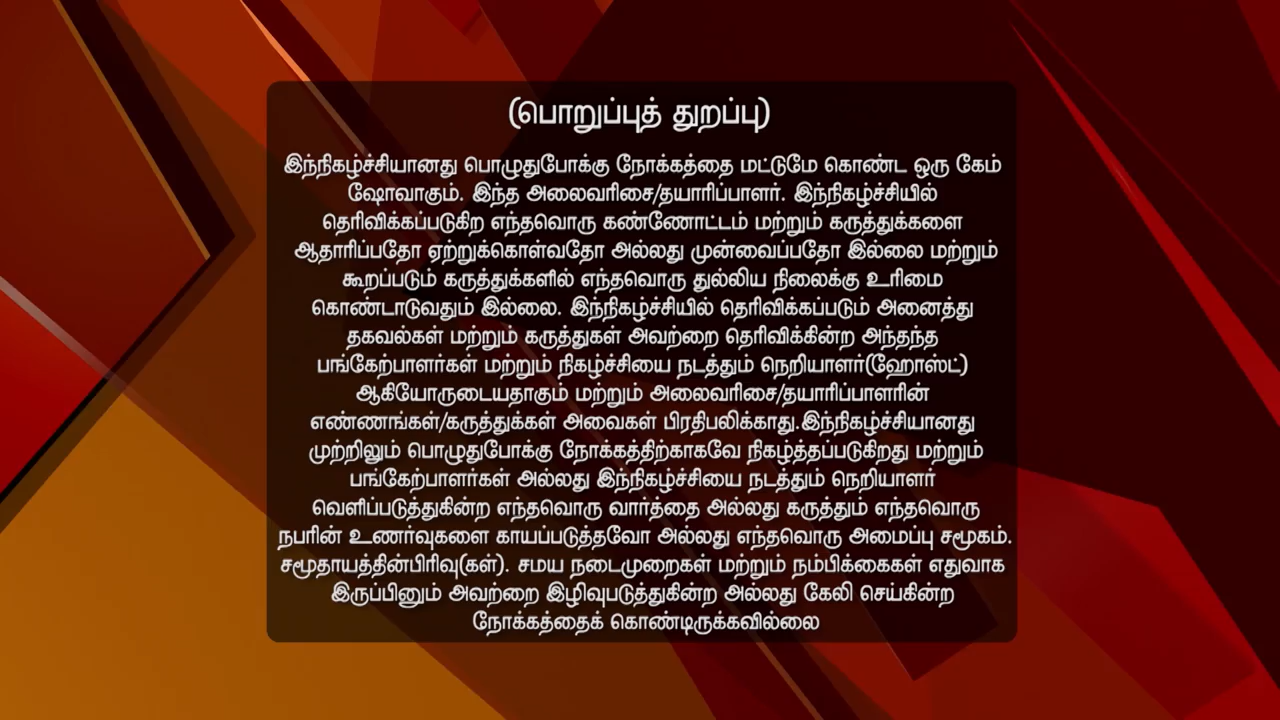 (பொறுப்புத் துறப்பு)
இந்நிகழ்ச்சியானது பொழுதுபோக்கு நோக்கத்தை மட்டுமே கொண்ட ஒரு கேம்
ஷோவாகும். இந்த அலைவரிசை/தயாரிப்பாளர். இந்நிகழ்ச்சியில்
தெரிவிக்கப்படுகிற எந்தவொரு கண்ணோட்டம் மற்றும் கருத்துக்களை
ஆதாரிப்பதோ ஏற்றுக்கொள்வதோ அல்லது முன்வைப்பதோ இல்லை மற்றும்
கூறப்படும் கருத்துக்களில் எந்தவொரு துல்லிய நிலைக்கு உரிமை
கொண்டாடுவதும் இல்லை. இந்நிகழ்ச்சியில் தெரிவிக்கப்படும் அனைத்து
தகவல்கள் மற்றும் கருத்துகள் அவற்றை தெரிவிக்கின்ற அந்தந்த
பங்கேற்பாளர்கள் மற்றும் நிகழ்ச்சியை நடத்தும் நெறியாளர்(ஹோஸ்ட்)
ஆகியோருடையதாகும் மற்றும் அலைவரிசை/தயாரிப்பாளரின்
எண்ணங்கள்/கருத்துக்கள் அவைகள் பிரதிபலிக்காது.இந்நிகழ்ச்சியானது
முற்றிலும் பொழுதுபோக்கு நோக்கத்திற்காகவே நிகழ்த்தப்படுகிறது மற்றும்
பங்கேற்பாளர்கள் அல்லது இந்நிகழ்ச்சியை நடத்தும் நெறியாளர்
வெளிப்படுத்துகின்ற எந்தவொரு வார்த்தை அல்லது கருத்தும் எந்தவொரு
நபரின் உணர்வுகளை காயப்படுத்தவோ அல்லது எந்தவொரு அமைப்பு சமூகம்.
சமூதாயத்தின்பிரிவு(கள்). சமய நடைமுறைகள் மற்றும் நம்பிக்கைகள் எதுவாக
இருப்பினும் அவற்றை இழிவுபடுத்துகின்ற அல்லது கேலி செய்கின்ற
நோக்கத்தைக் கொண்டிருக்கவில்லை